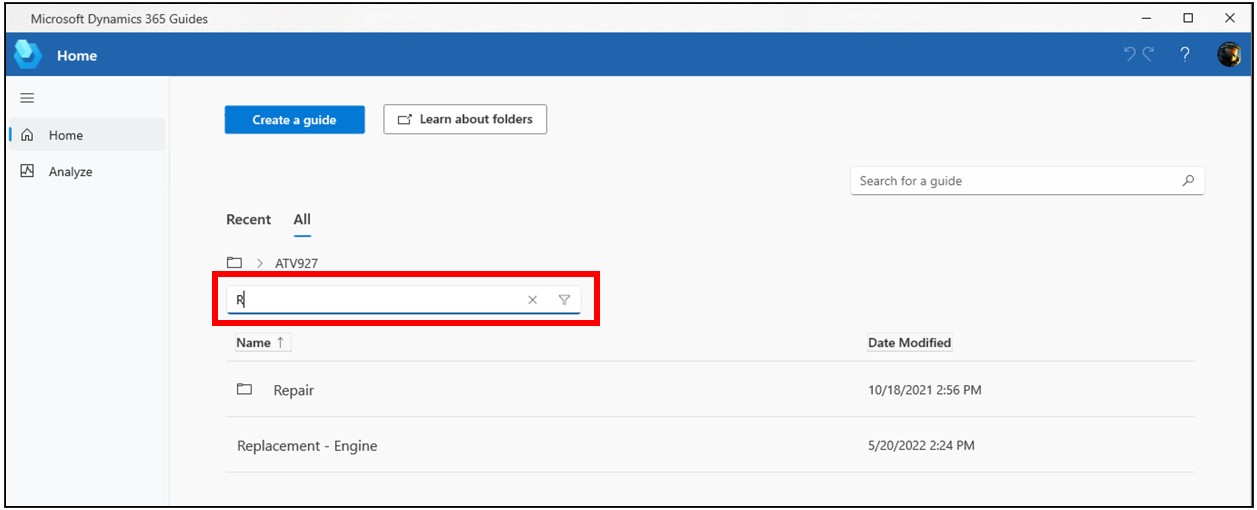 Microsoft Dynamics 365 Guides
Home
Home
Analyze
Create a guide
Learn about folders
Search for a guide
Recent All
ATV927
R
Name Date Modified
Repair 10/18/2021 2:56 PM
Replacement - Engine 5/20/2022 2:24 PM